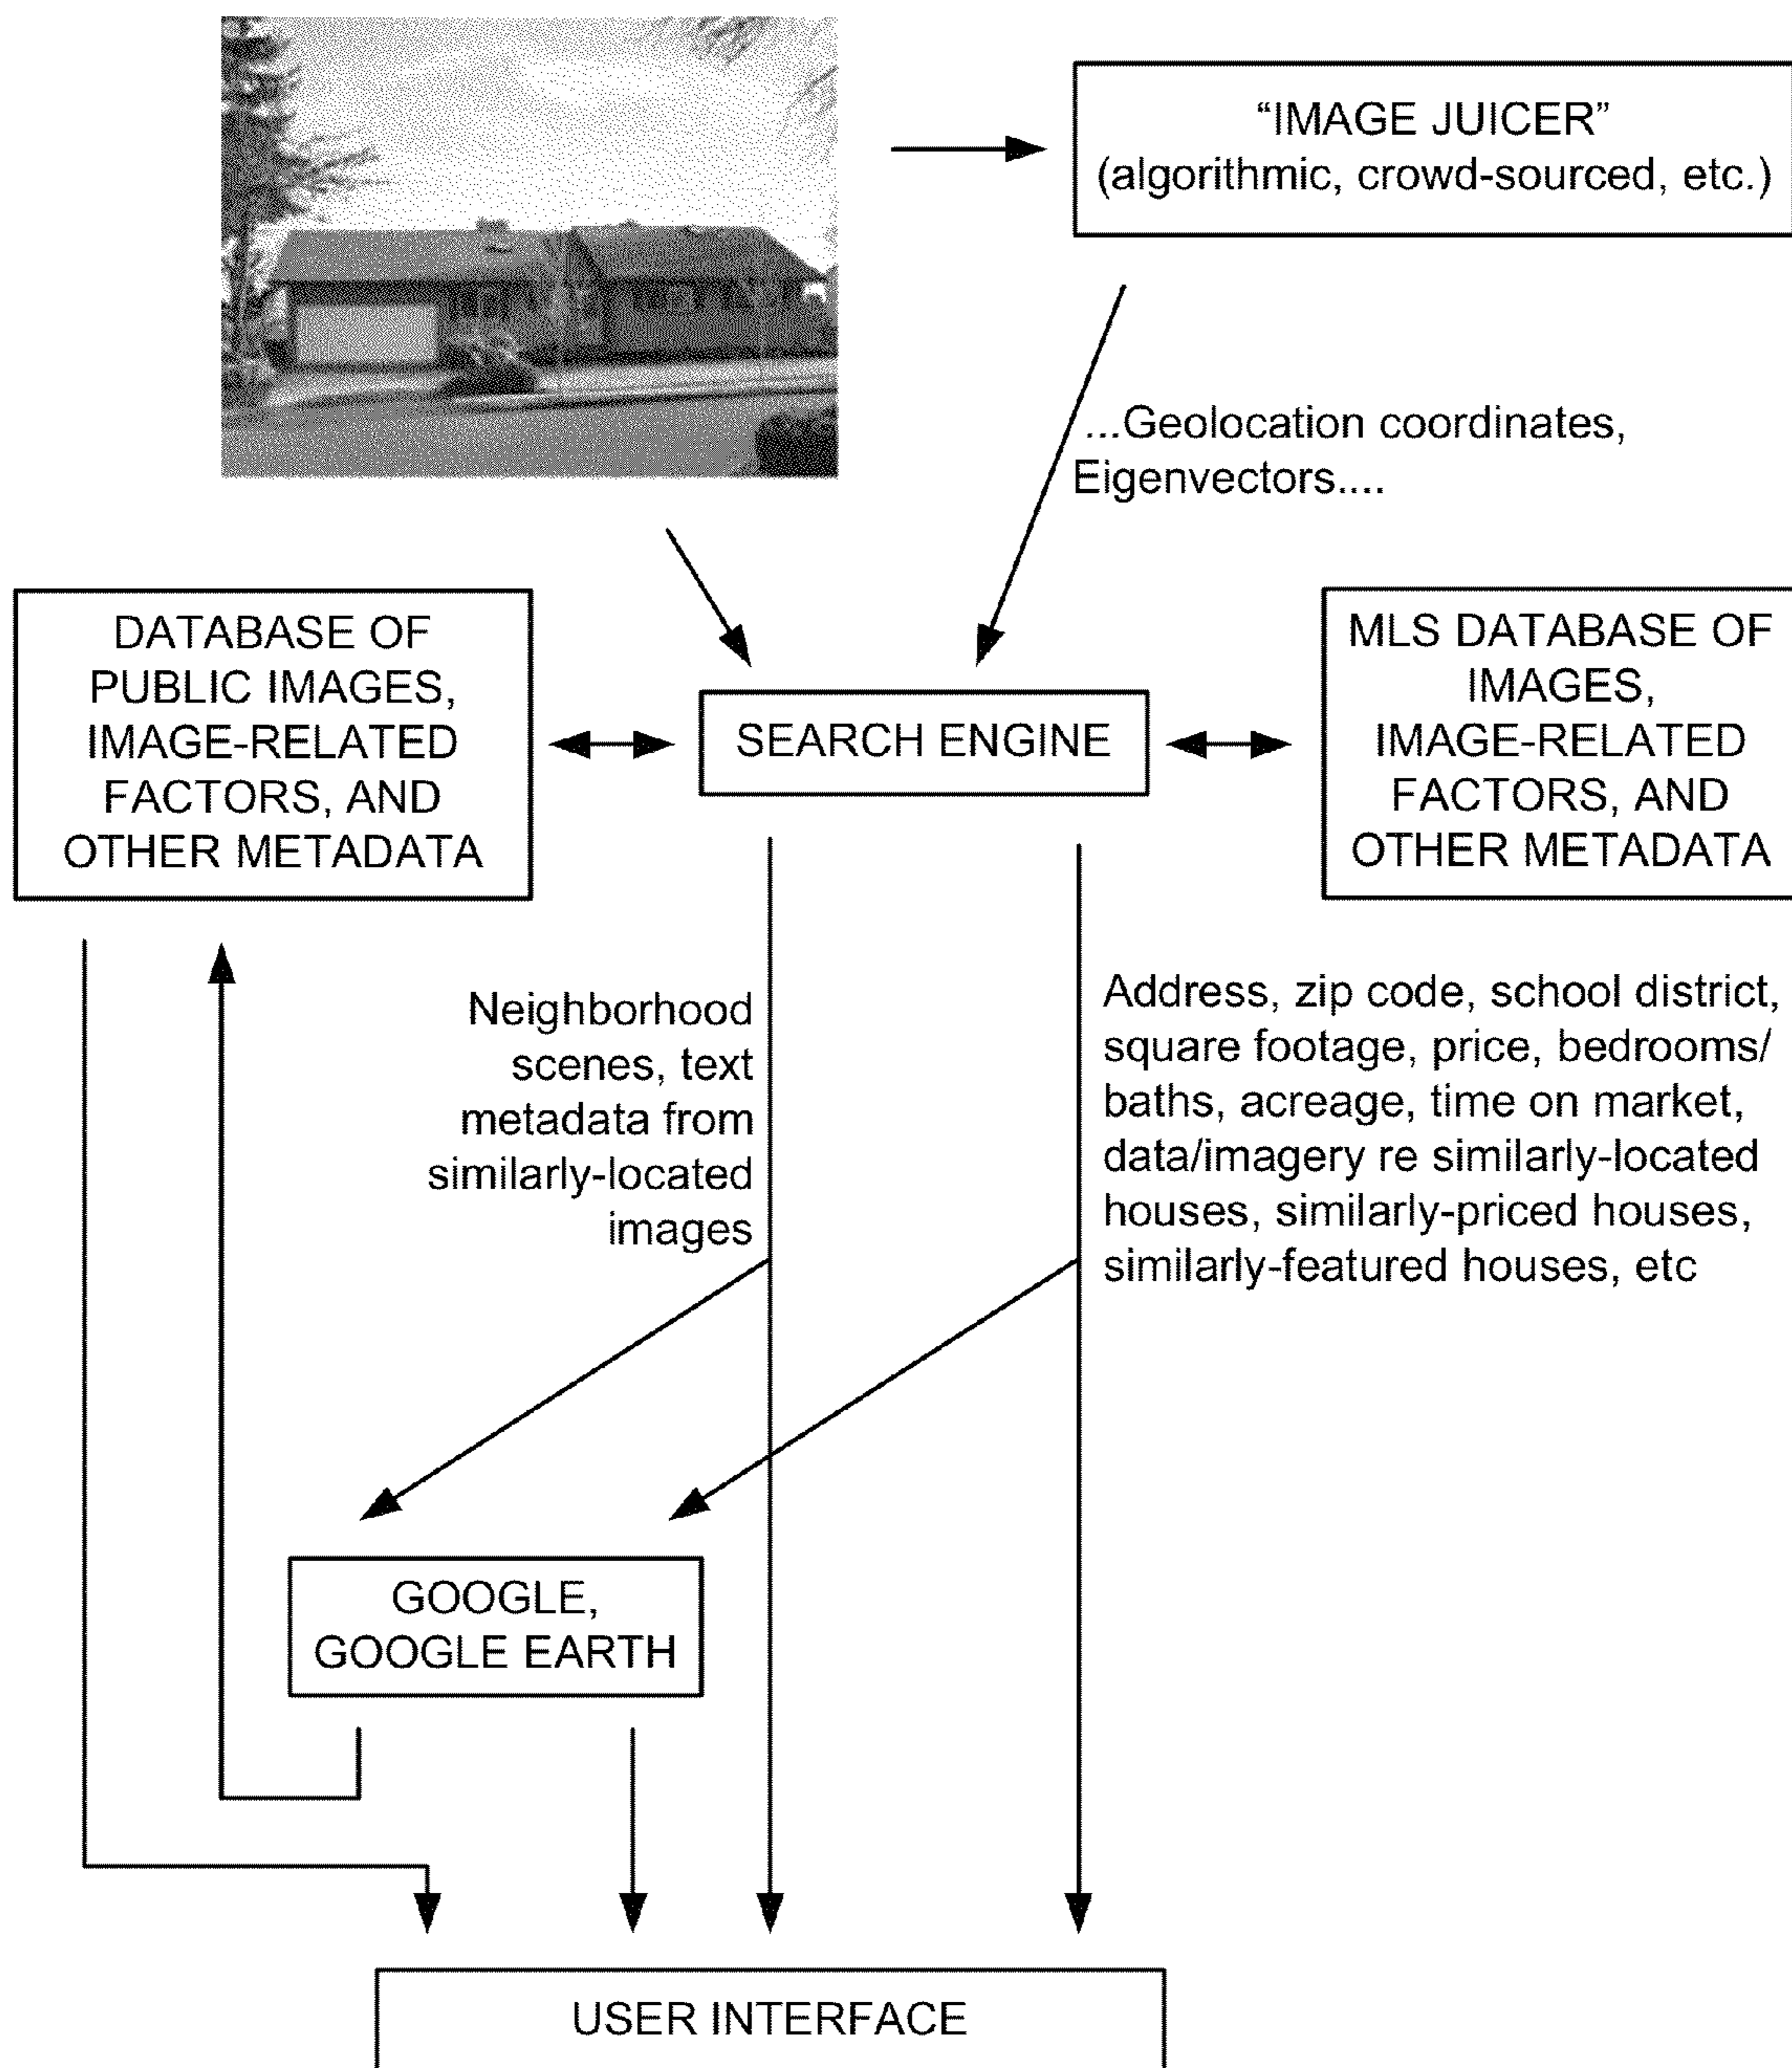 “IMAGE JUICER”
(algorithmic, crowd-sourced, etc.)
...Geolocation coordinates,
Eigenvectors....
DATABASE OF
PUBLIC IMAGES,
IMAGE-RELATED
FACTORS, AND
OTHER METADATA
SEARCH ENGINE
MLS DATABASE OF
IMAGES,
IMAGE-RELATED
FACTORS, AND
OTHER METADATA
Neighborhood
scenes, text
metadata from
similarly-located
images
Address, zip code, school district,
square footage, price, bedrooms/
baths, acreage, time on market,
data/imagery re similarly-located
houses, similarly-priced houses,
similarly-featured houses, etc
GOOGLE,
GOOGLE EARTH
USER INTERFACE